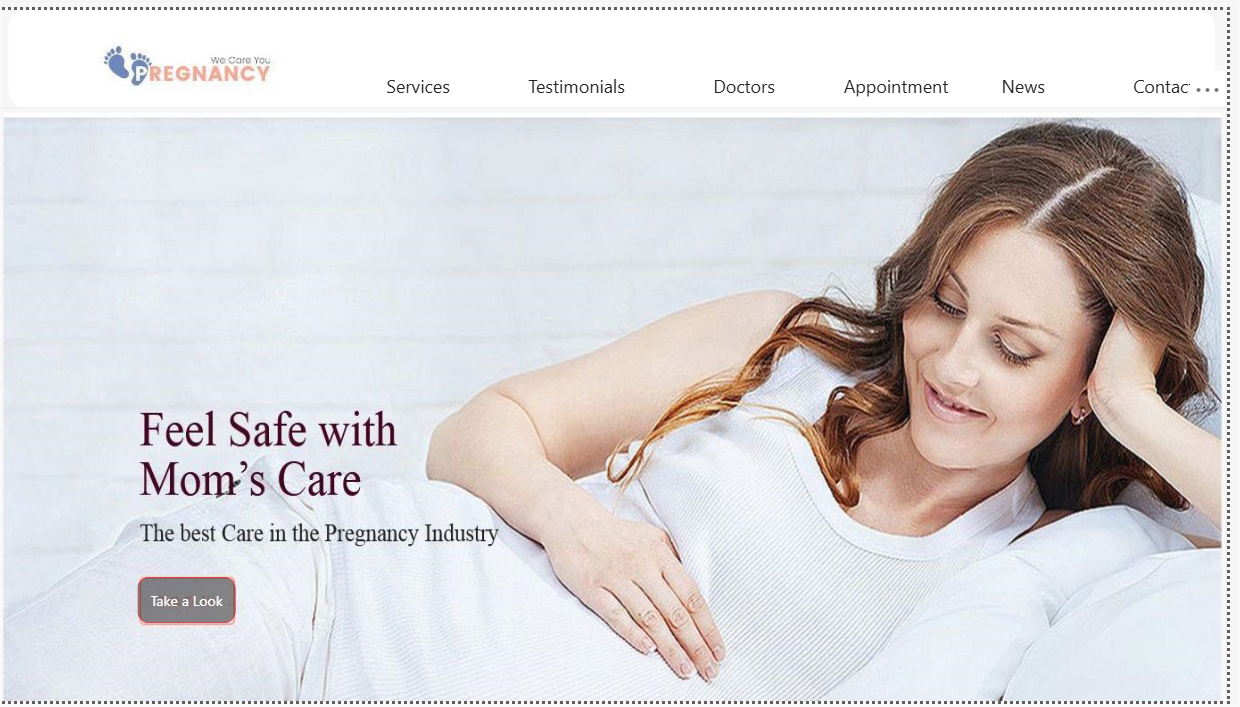 We Care You
PREGNANCY
Services
Testimonials
Doctors
Appointment
News
Contac
Feel Safe with
Mom’s Care
The best Care in the Pregnancy Industry
Take a Look